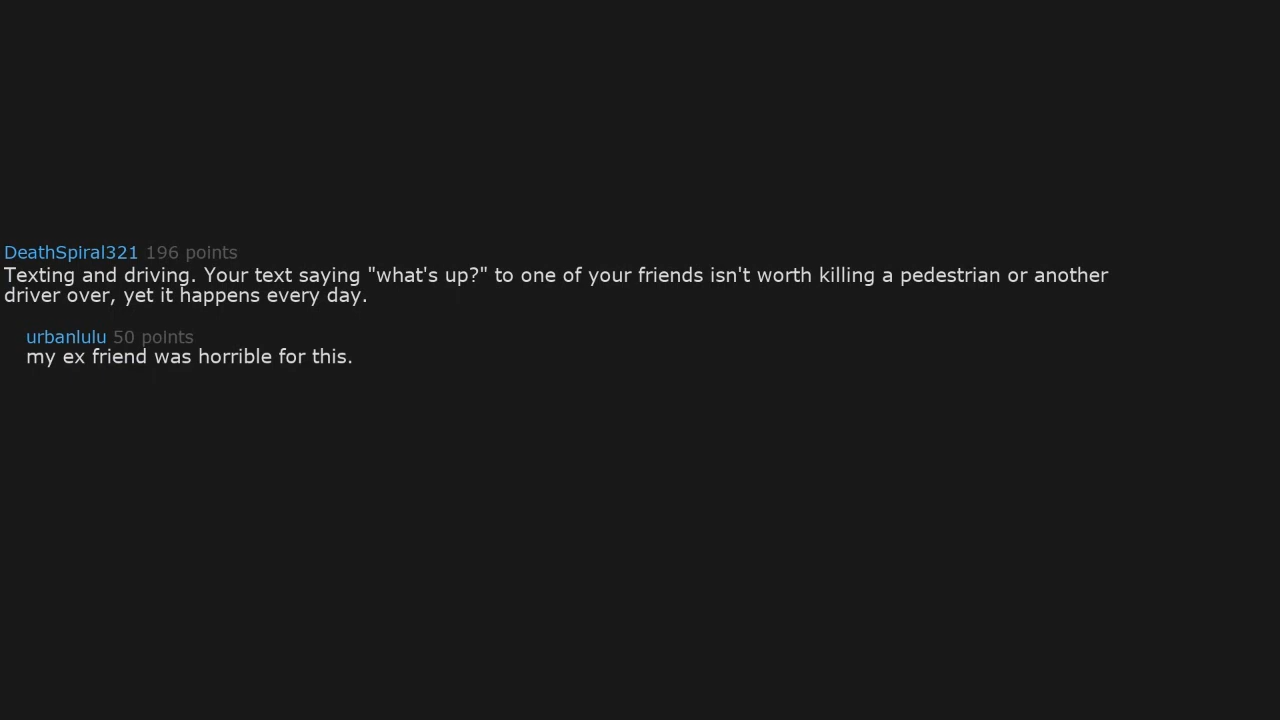 DeathSpiral321 196 points
Texting and driving. Your text saying "what's up?" to one of your friends isn't worth killing a pedestrian or another
driver over, yet it happens every day.
urbanlulu 50 points
my ex friend was horrible for this.